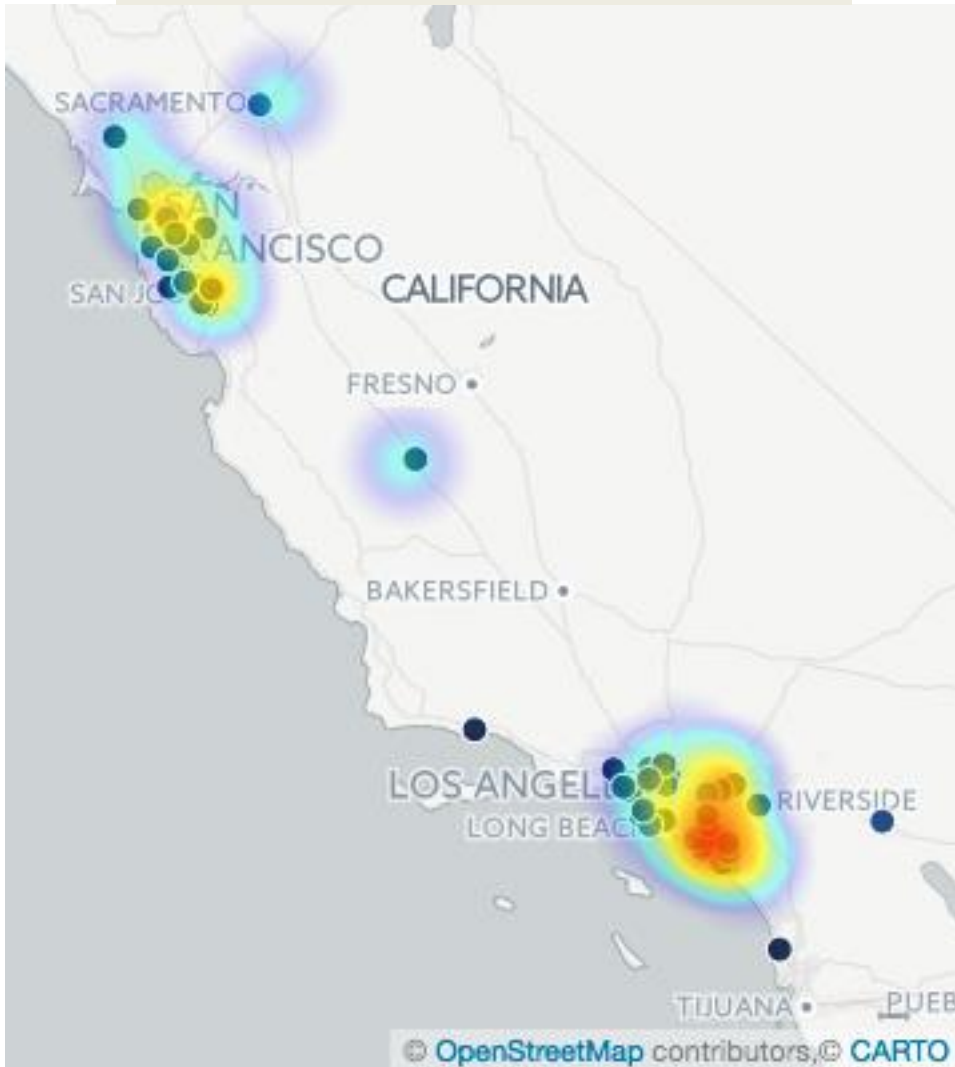 SACRAMENTO
SAN
FRANCISCO
SAN JO
CALIFORNIA
FRESNO
BAKERSFIELD
LOS ANGEL
RIVERSIDE
LONG BEAC
TIJUANA
PUEB
© OpenStreetMap contributors,© CARTO